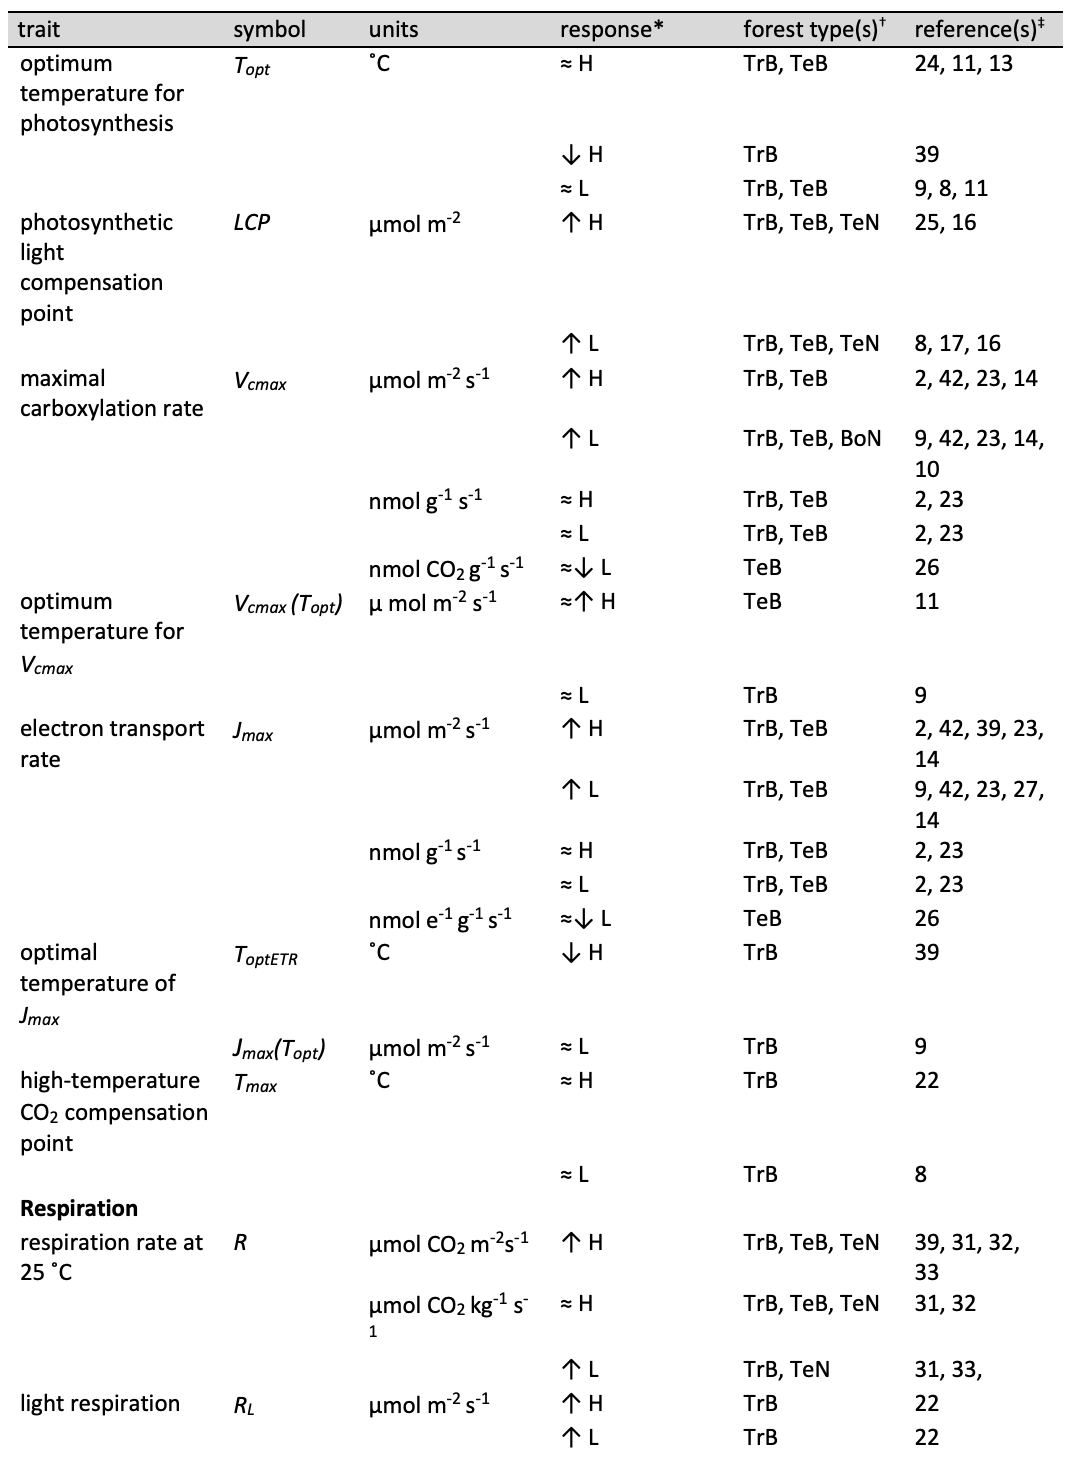 trait symbol units response* forest type(s)† reference(s)‡
optimum Topt ˚C ≈ H TrB, TeB 24, 11, 13
temperature for
photosynthesis
↓ H TrB 39
≈ L TrB, TeB 9, 8, 11
photosynthetic LCP µmol m-2 ↑ H TrB, TeB, TeN 25, 16
light
compensation
point
↑ L TrB, TeB, TeN 8, 17, 16
maximal Vcmax µmol m-2 s-1 ↑ H TrB, TeB 2, 42, 23, 14
carboxylation rate
↑ L TrB, TeB, BoN 9, 42, 23, 14,
10
nmol g-1 s-1 ≈ H TrB, TeB 2, 23
≈ L TrB, TeB 2, 23
nmol CO2 g-1 s-1 ≈↓ L TeB 26
optimum Vcmax (Topt) µ mol m-2 s-1 ≈↑ H TeB 11
temperature for
Vcmax
≈ L TrB 9
electron transport Jmax µmol m-2 s-1 ↑ H TrB, TeB 2, 42, 39, 23,
rate 14
↑ L TrB, TeB 9, 42, 23, 27,
14
nmol g-1 s-1 ≈ H TrB, TeB 2, 23
≈ L TrB, TeB 2, 23
nmol e-1 g-1 s-1 ≈↓ L TeB 26
optimal ToptETR ˚C ↓ H TrB 39
temperature of
Jmax
Jmax(Topt) µmol m-2 s-1 ≈ L TrB 9
high-temperature Tmax ˚C ≈ H TrB 22
CO2 compensation
point
≈ L TrB 8
Respiration
respiration rate at R µmol CO2 m-2s-1 ↑ H TrB, TeB, TeN 39, 31, 32,
25 ˚C 33
µmol CO2 kg-1 s- ≈ H TrB, TeB, TeN 31, 32
1
↑ L TrB, TeN 31, 33,
light respiration RL µmol m-2 s-1 ↑ H TrB 22
↑ L TrB 22